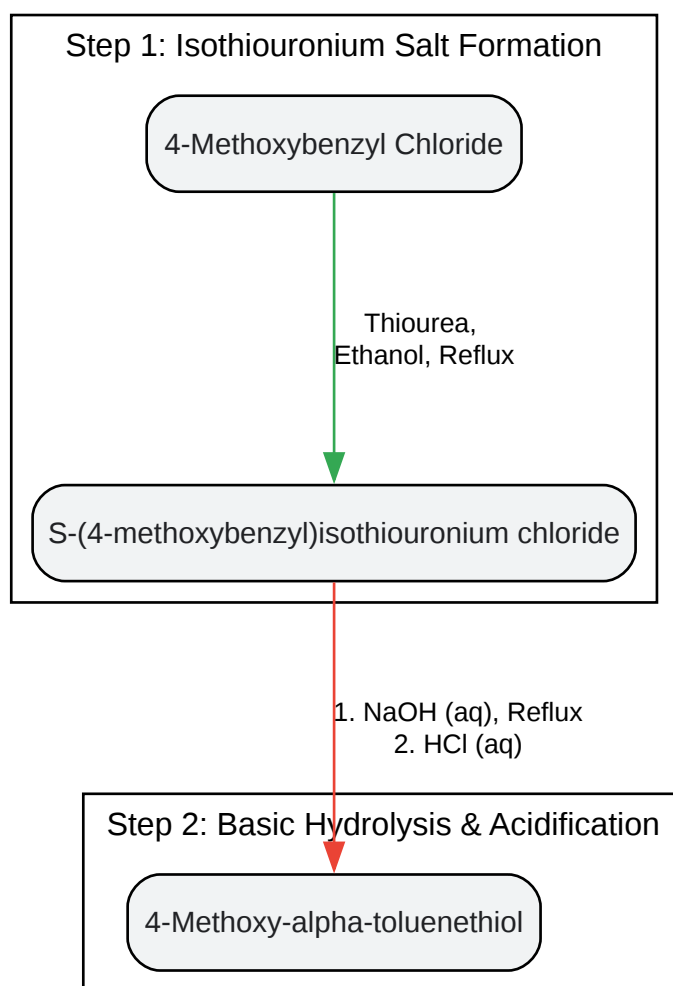 Step 1: Isothiouronium Salt Formation
4-Methoxybenzyl Chloride
Thiourea,
Ethanol, Reflux
S-(4-methoxybenzyl)isothiouronium chloride
1. NaOH (aq), Reflux
2. HCl (aq)
Step 2: Basic Hydrolysis & Acidification
4-Methoxy-alpha-toluenethiol